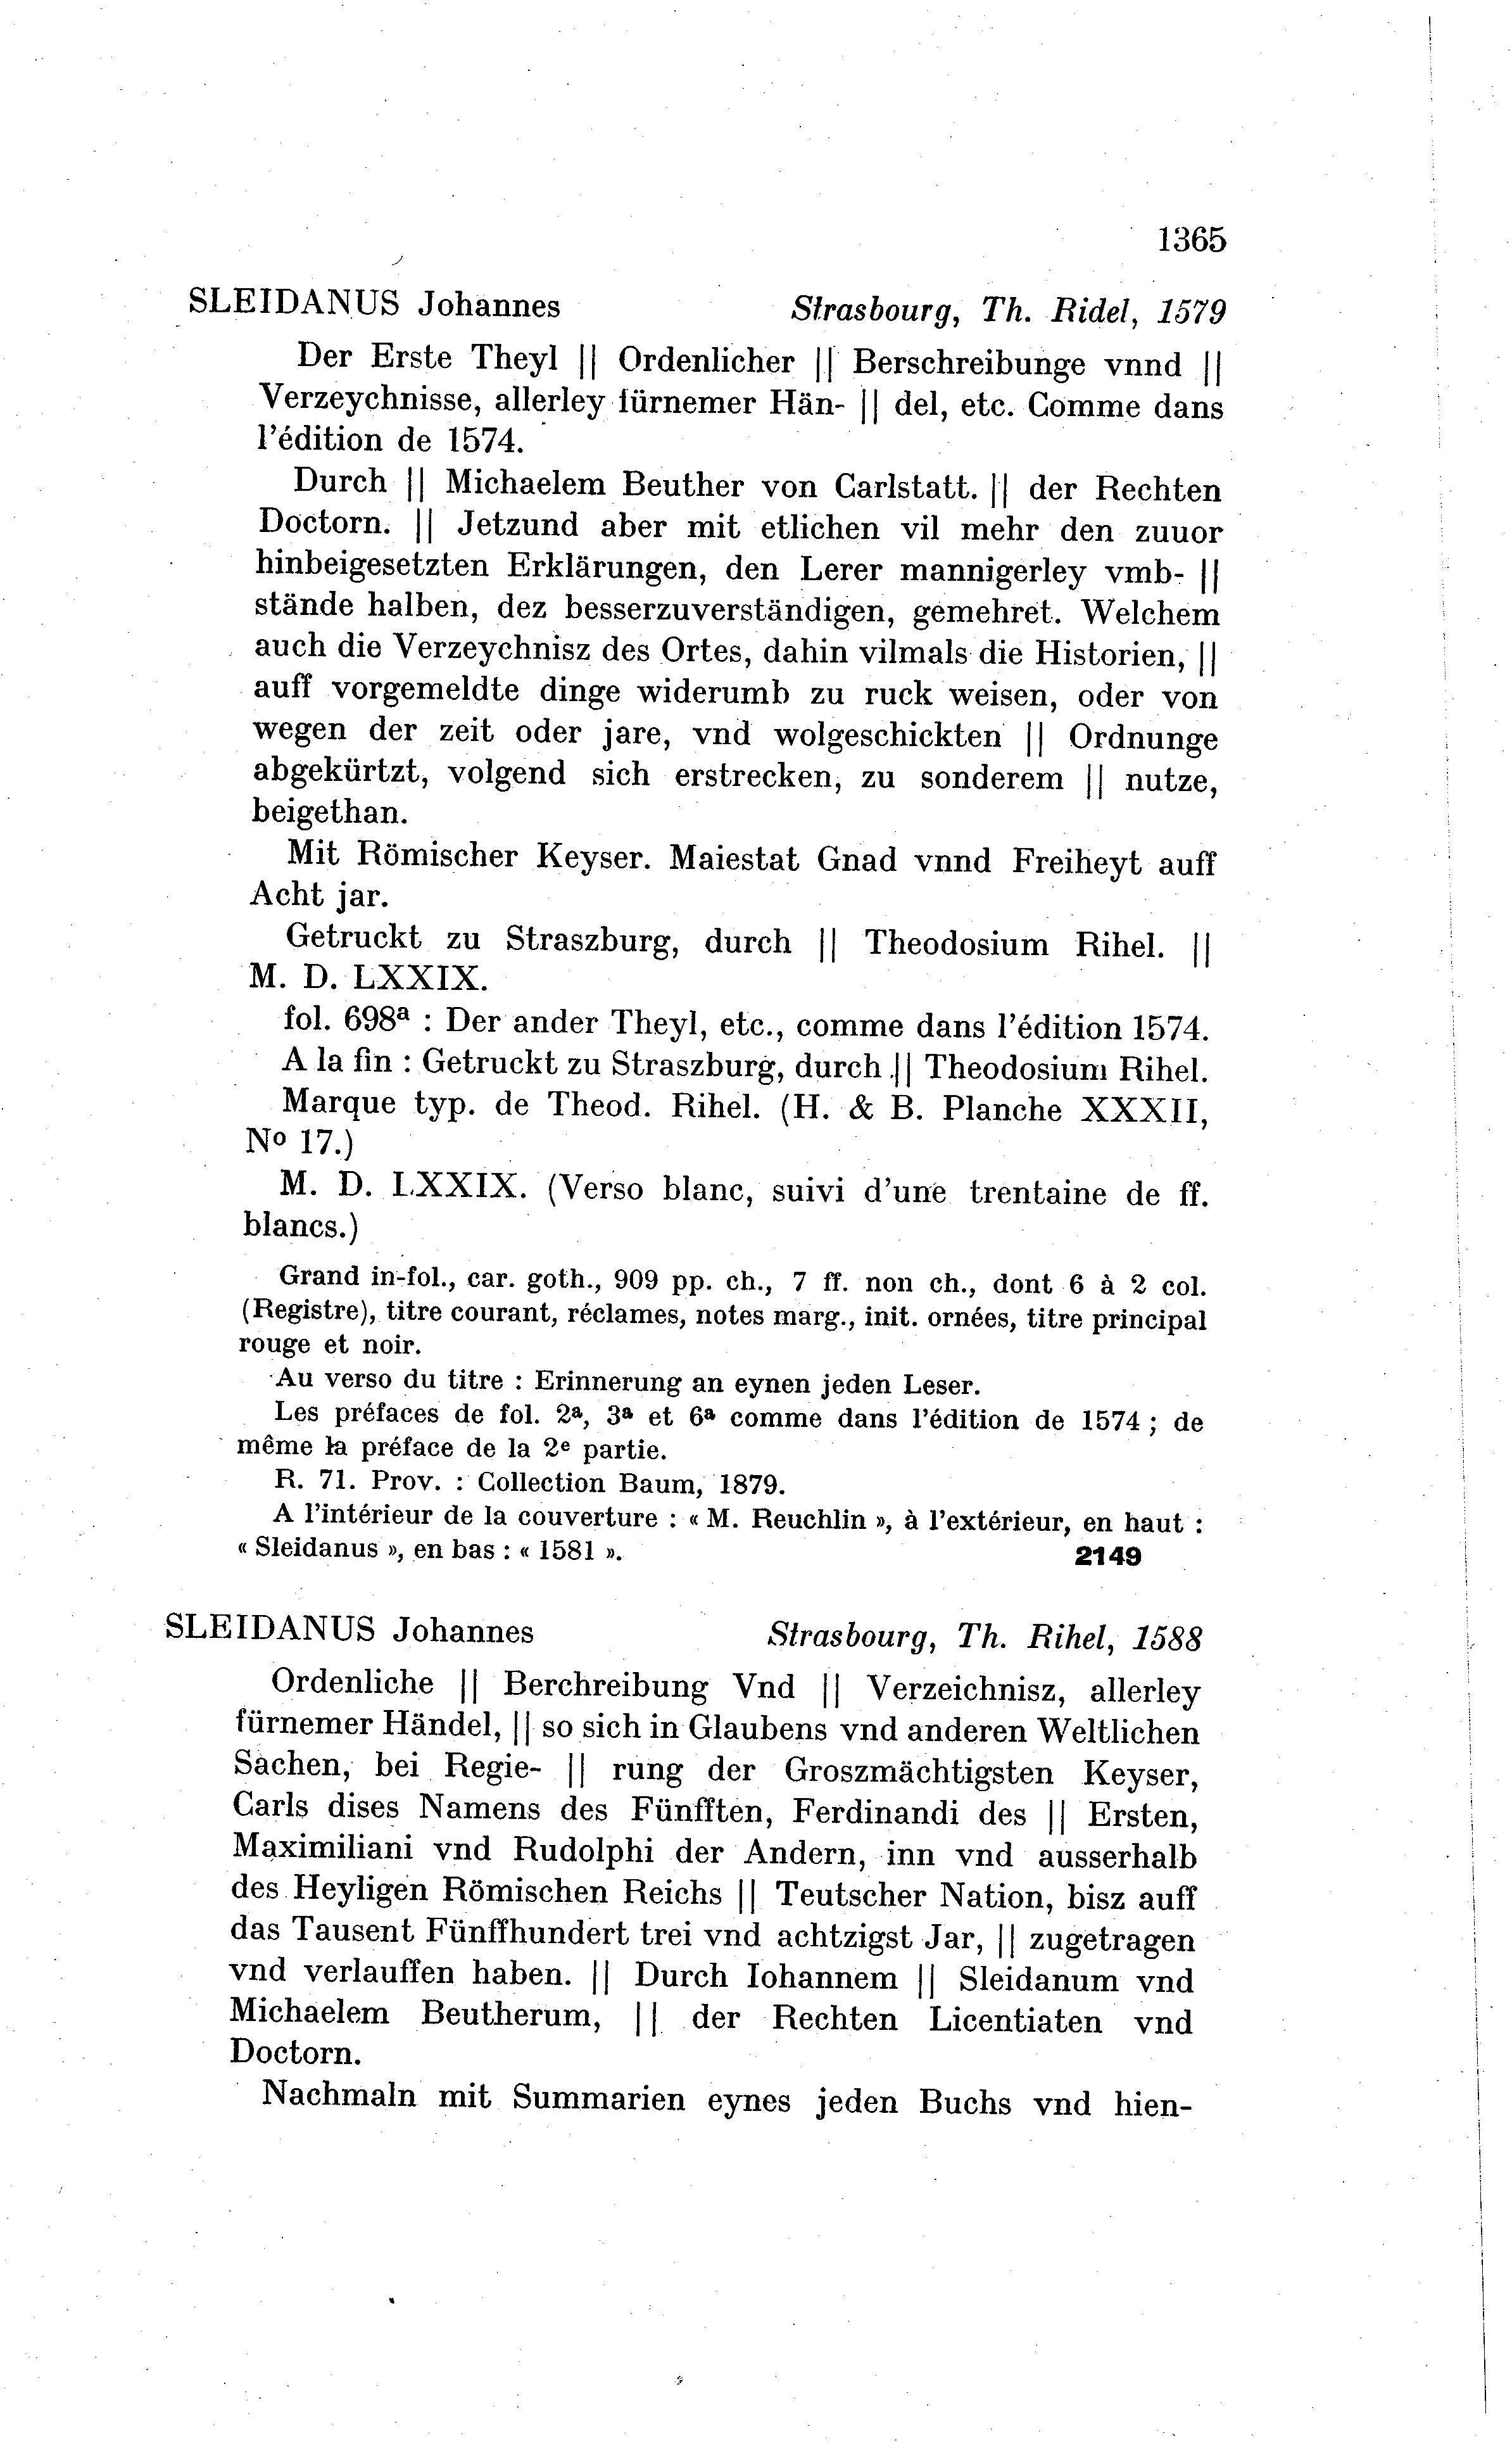 1365
SLEIDANUS Johannes Strasbourg, Th. Ridel, 1579
Der Erste Theyl || Ordenlicher || Berschreibunge vnnd ||
Verzeychnisse, allerley fürnemer Hän- || del, etc. Comme dans
l'édition de 1574.
Durch || Michaelem Beuther von Carlstatt. || der Rechten
Doctorn. || Jetzund aber mit etlichen vil mehr den zuuor
hinbeigesetzten Erklärungen, den Lerer mannigerley vmb- ||
stände halben, dez besserzuverständigen, gemehret. Welchem
auch die Verzeychnisz des Ortes, dahin vilmals die Historien, ||
auff vorgemeldte dinge widerumb zu ruck weisen, oder von
wegen der zeit oder jare, vnd wolgeschickten || Ordnunge
abgekürtzt, volgend sich erstrecken, zu sonderem || nutze,
beigethan.
Mit Römischer Keyser. Maiestat Gnad vnnd Freiheyt auff
Acht jar.
Getruckt zu Straszburg, durch || Theodosium Rihel. ||
M. D. LXXIX.
fol. 698ª : Der ander Theyl, etc., comme dans l'édition 1574.
A la fin : Getruckt zu Straszburg, durch || Theodosium Rihel.
Marque typ. de Theod. Rihel. (H. & B. Planche XXXII,
Nº 17.)
M. D. LXXIX. (Verso blanc, suivi d'une trentaine de ff.
blancs.)
Grand in-fol., car. goth., 909 pp. ch., 7 ff. non ch., dont 6 à 2 col.
(Registre), titre courant, réclames, notes marg., init. ornées, titre principal
rouge et noir.
Au verso du titre : Erinnerung an eynen jeden Leser.
Les préfaces de fol. 2ª, 3ª et 6ª comme dans l'édition de 1574 ; de
même la préface de la 2ᵉ partie.
R. 71. Prov. : Collection Baum, 1879.
A l'intérieur de la couverture : « M. Reuchlin », à l'extérieur, en haut :
« Sleidanus », en bas : « 1581 ». 2149
SLEIDANUS Johannes Strasbourg, Th. Rihel, 1588
Ordenliche || Berchreibung Vnd || Verzeichnisz, allerley
fürnemer Händel, || so sich in Glaubens vnd anderen Weltlichen
Sachen, bei Regie- || rung der Groszmächtigsten Keyser,
Carls dises Namens des Fünfften, Ferdinandi des || Ersten,
Maximiliani vnd Rudolphi der Andern, inn vnd ausserhalb
des Heyligen Römischen Reichs || Teutscher Nation, bisz auff
das Tausent Fünffhundert trei vnd achtzigst Jar, || zugetragen
vnd verlauffen haben. || Durch Iohannem || Sleidanum vnd
Michaelem Beutherum, || der Rechten Licentiaten vnd
Doctorn.
Nachmaln mit Summarien eynes jeden Buchs vnd hien-